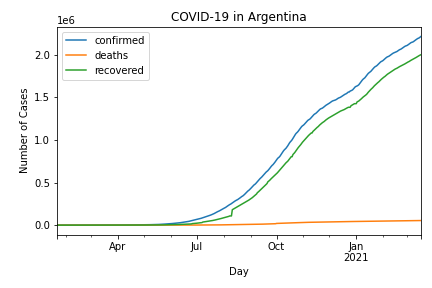 COVID-19 in Argentina
1e6
confirmed
deaths
recovered
2.0
1.5
1.0
0.5
0.0
Number of Cases
Apr Jul Oct Jan
2021
Day